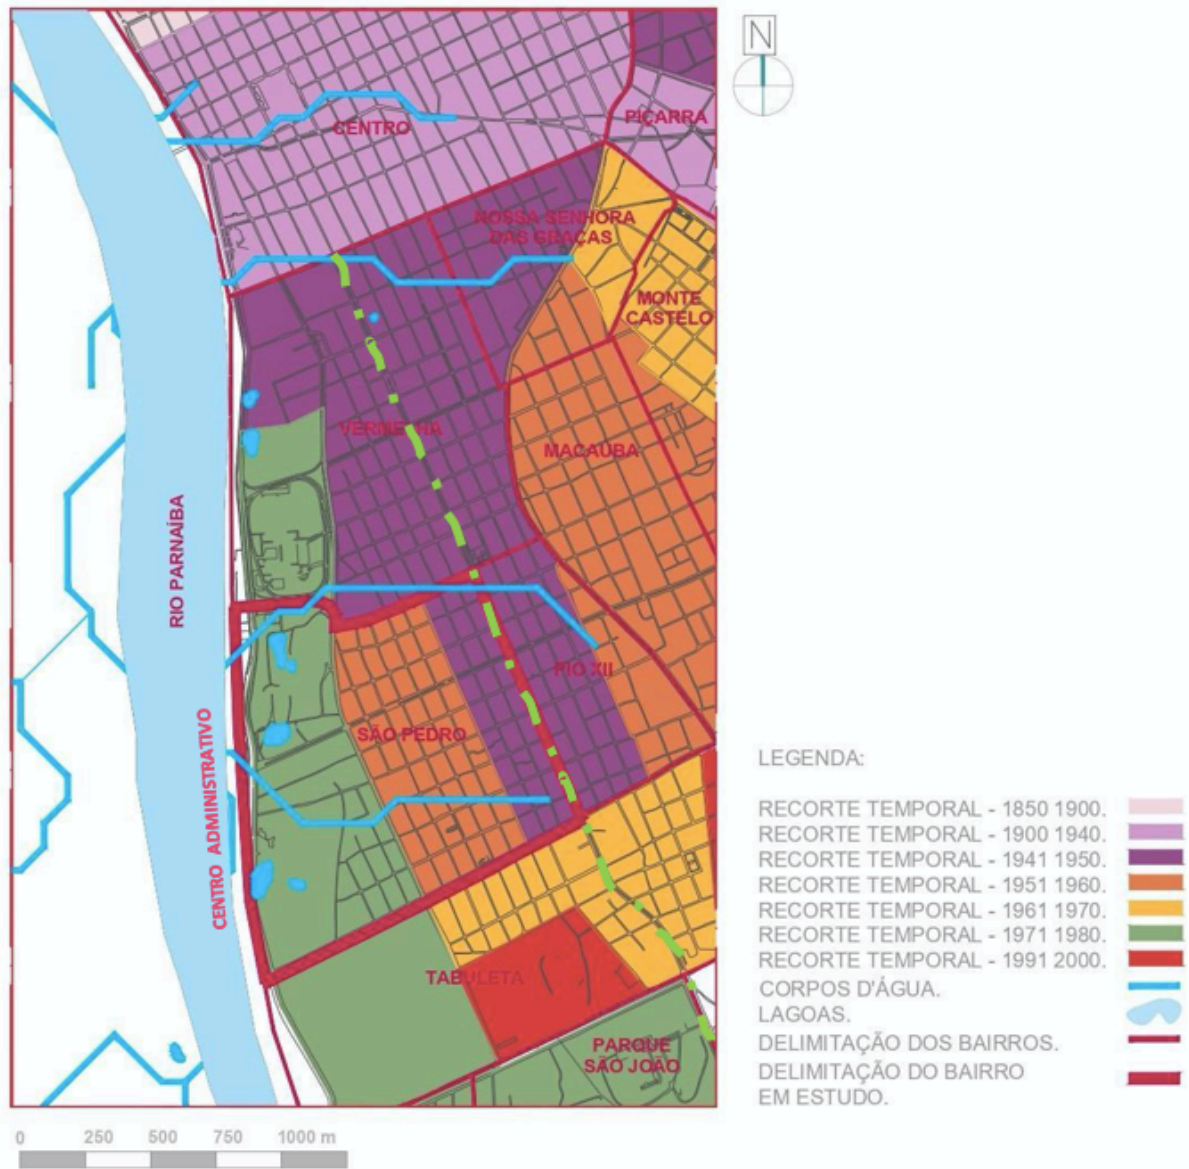 N
PIÇARRA
CENTRO
NOSSA SENHORA
DAS GRAÇAS
MONTE
CASTELO
VERMELHA
MACAÚBA
RIO PARNAÍBA
PIO XII
SÃO PEDRO
CENTRO ADMINISTRATIVO
TABULETA
PARQUE
SÃO JOÃO
LEGENDA:
RECORTE TEMPORAL - 1850 1900.
RECORTE TEMPORAL - 1900 1940.
RECORTE TEMPORAL - 1941 1950.
RECORTE TEMPORAL - 1951 1960.
RECORTE TEMPORAL - 1961 1970.
RECORTE TEMPORAL - 1971 1980.
RECORTE TEMPORAL - 1991 2000.
CORPOS D'ÁGUA.
LAGOAS.
DELIMITAÇÃO DOS BAIRROS.
DELIMITAÇÃO DO BAIRRO
EM ESTUDO.
0 250 500 750 1000 m